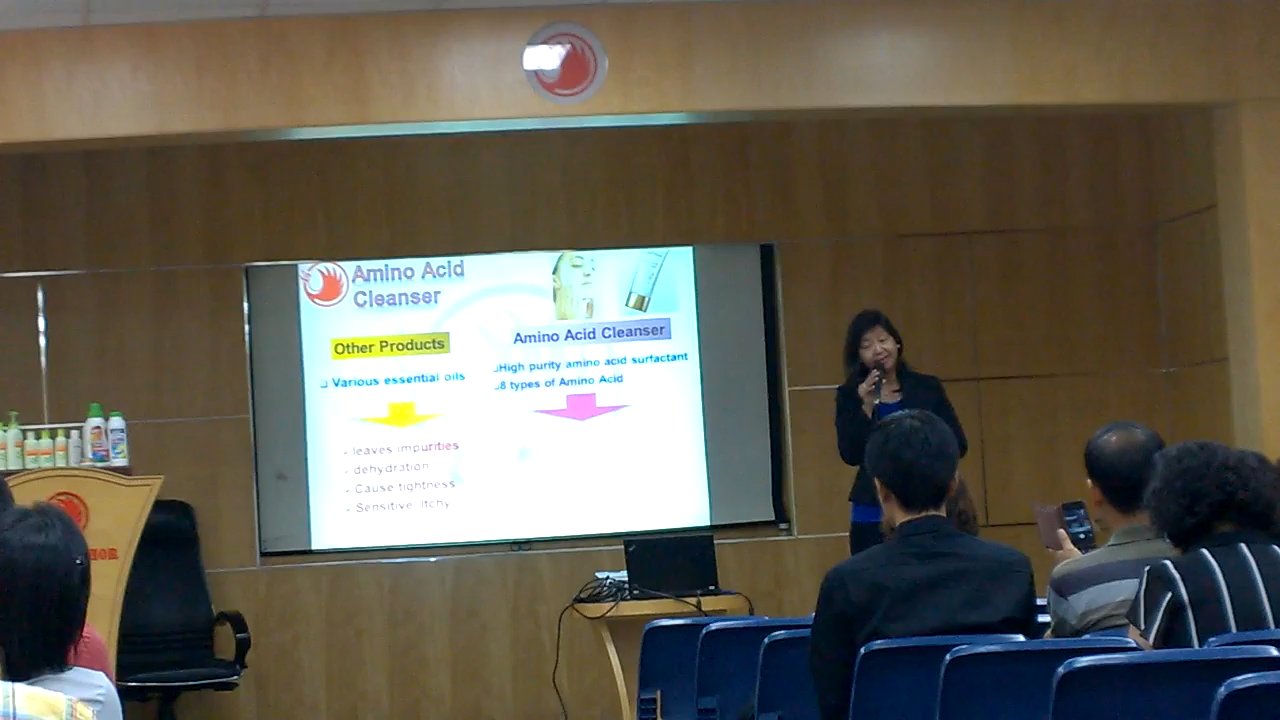 Amino Acid
Cleanser
Other Products
Various essential oils
leaves impurities
dehydration
Cause tightness
Sensitive itchy
Amino Acid Cleanser
High purity amino acid surfactant
8 types of Amino Acid